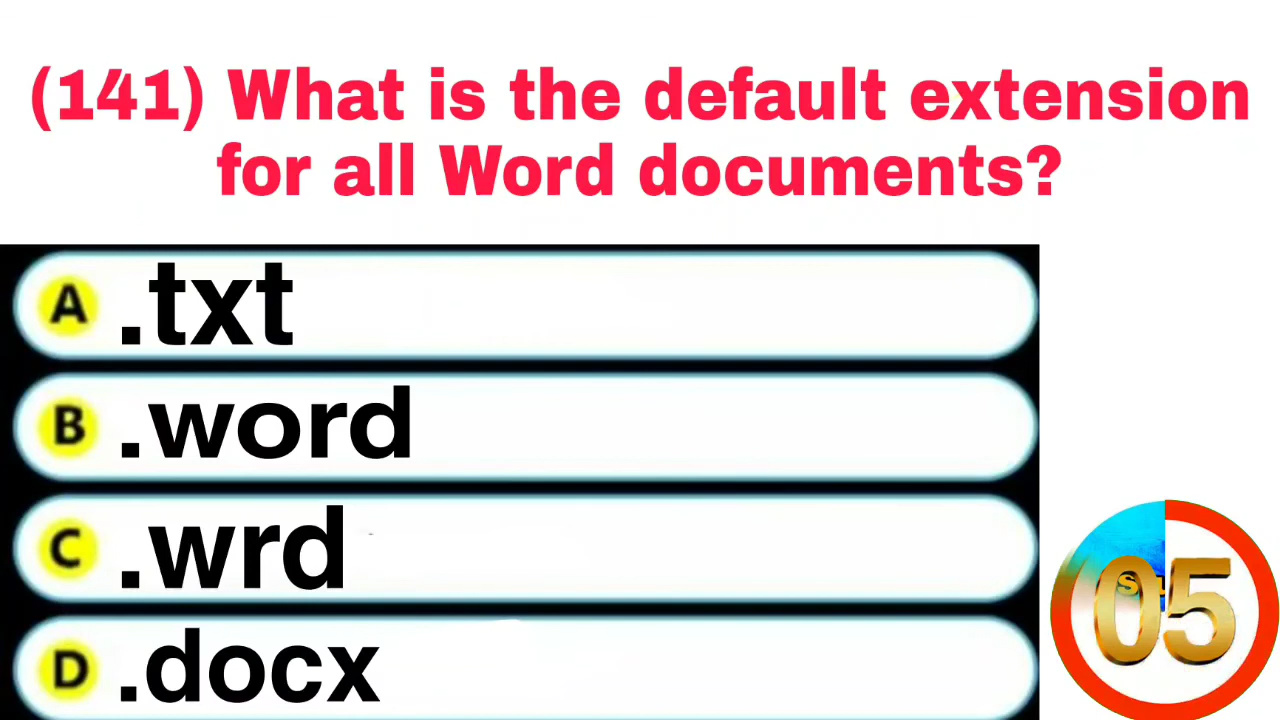 (141) What is the default extension
for all Word documents?
A .txt
B .word
C .wrd
D .docx
05